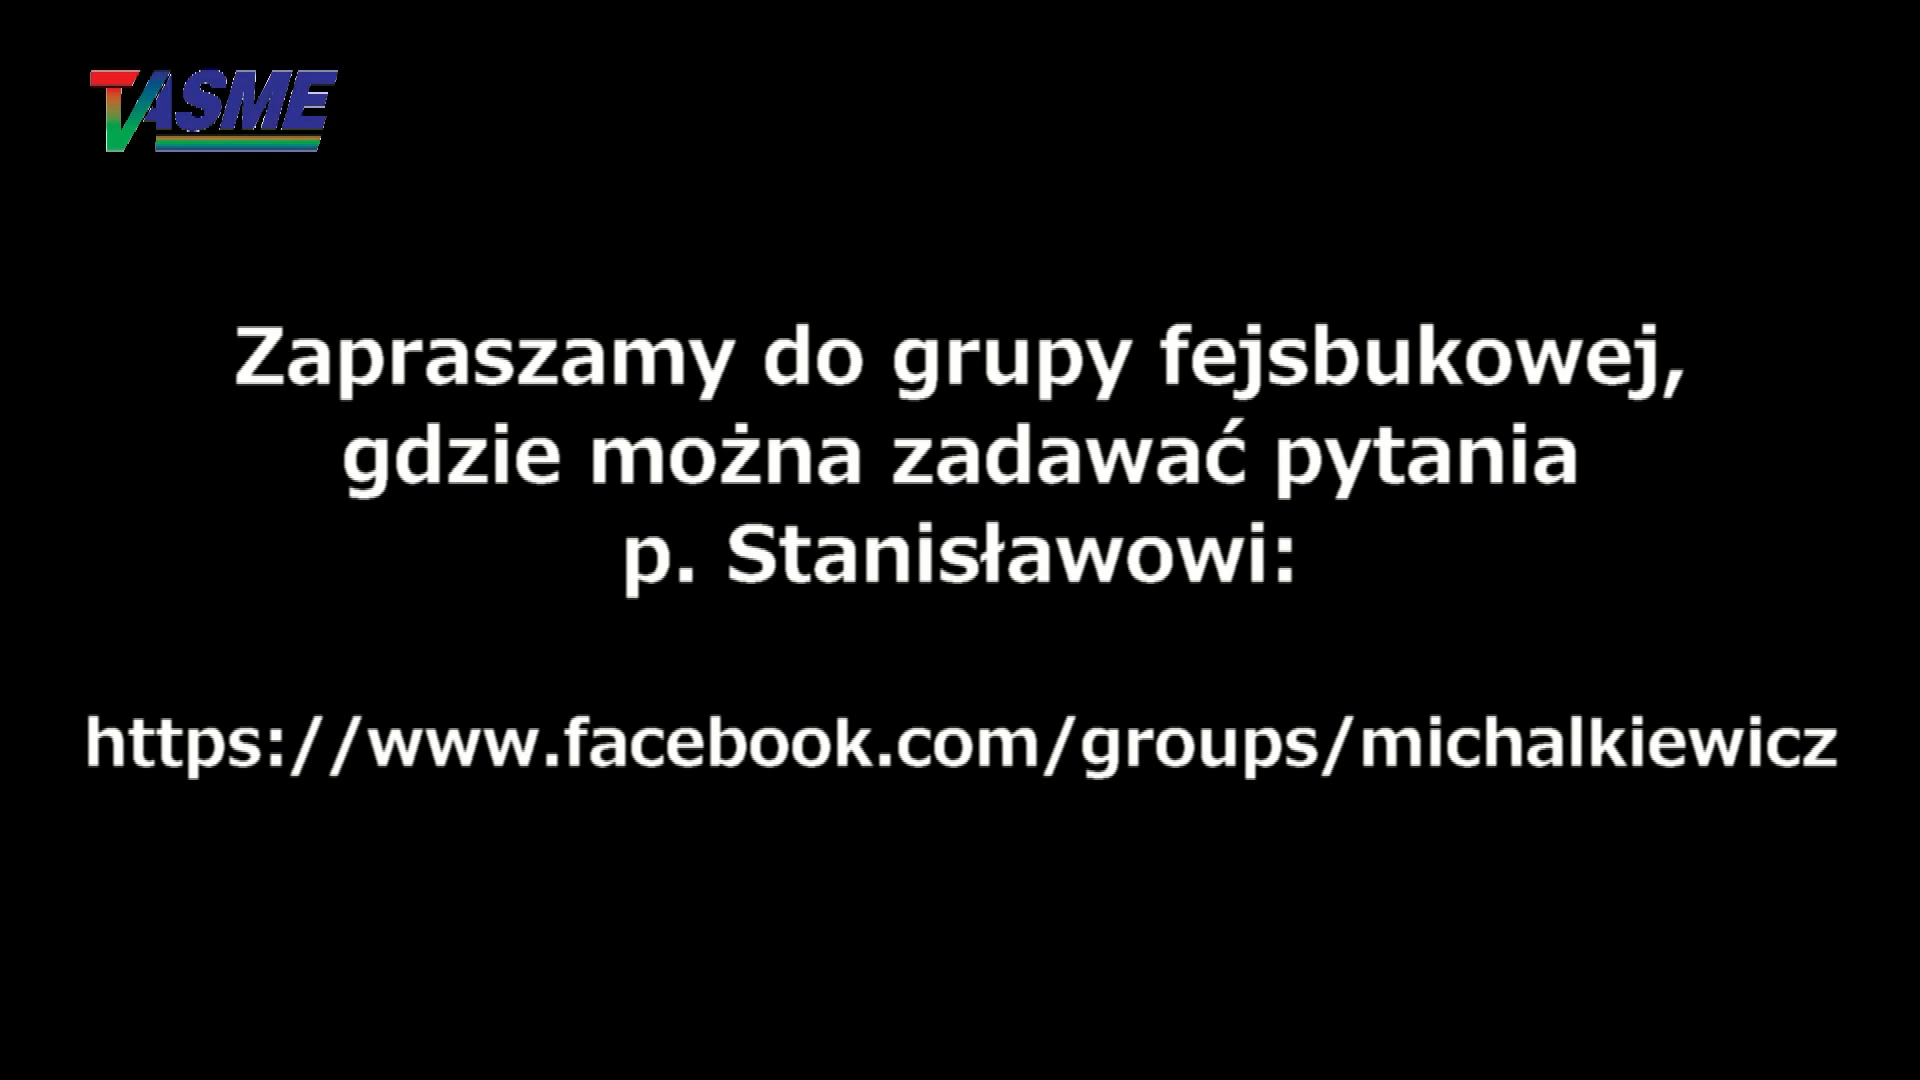 TVASME
Zapraszamy do grupy fejsbukowej,
gdzie można zadawać pytania
p. Stanisławowi:
https://www.facebook.com/groups/michalkiewicz